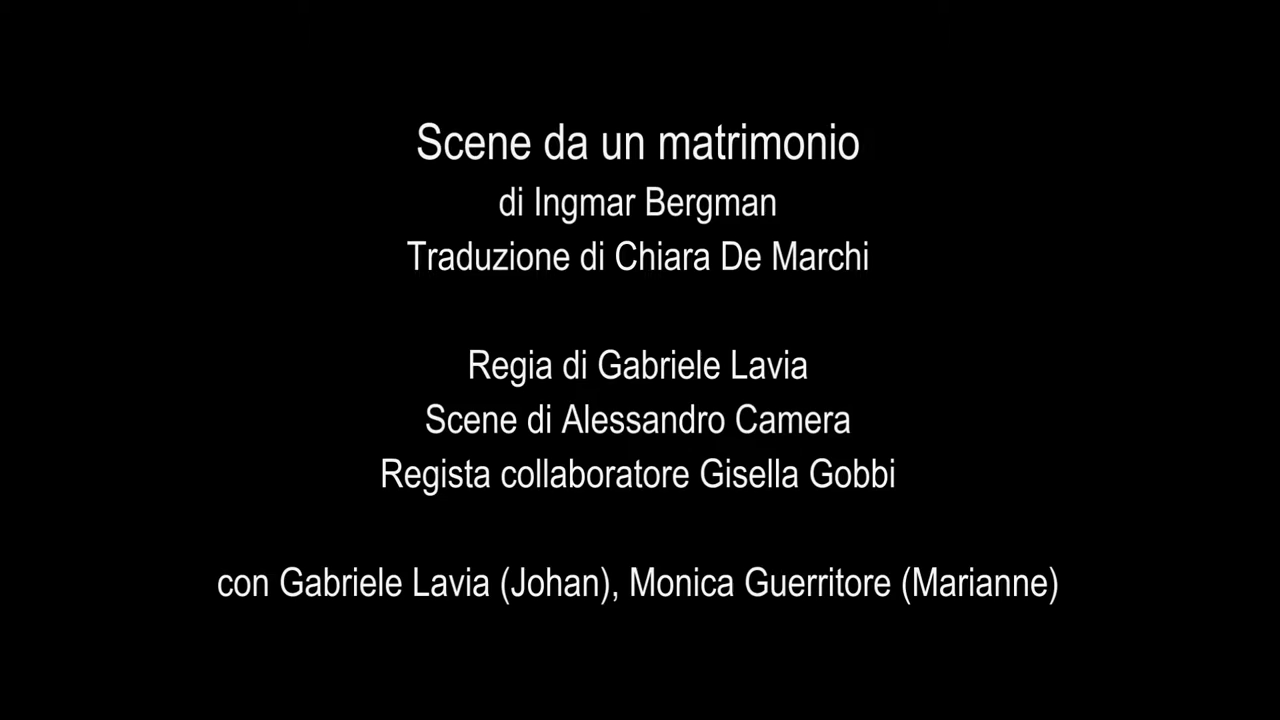 Scene da un matrimonio
di Ingmar Bergman
Traduzione di Chiara De Marchi
Regia di Gabriele Lavia
Scene di Alessandro Camera
Regista collaboratore Gisella Gobbi
con Gabriele Lavia (Johan), Monica Guerritore (Marianne)